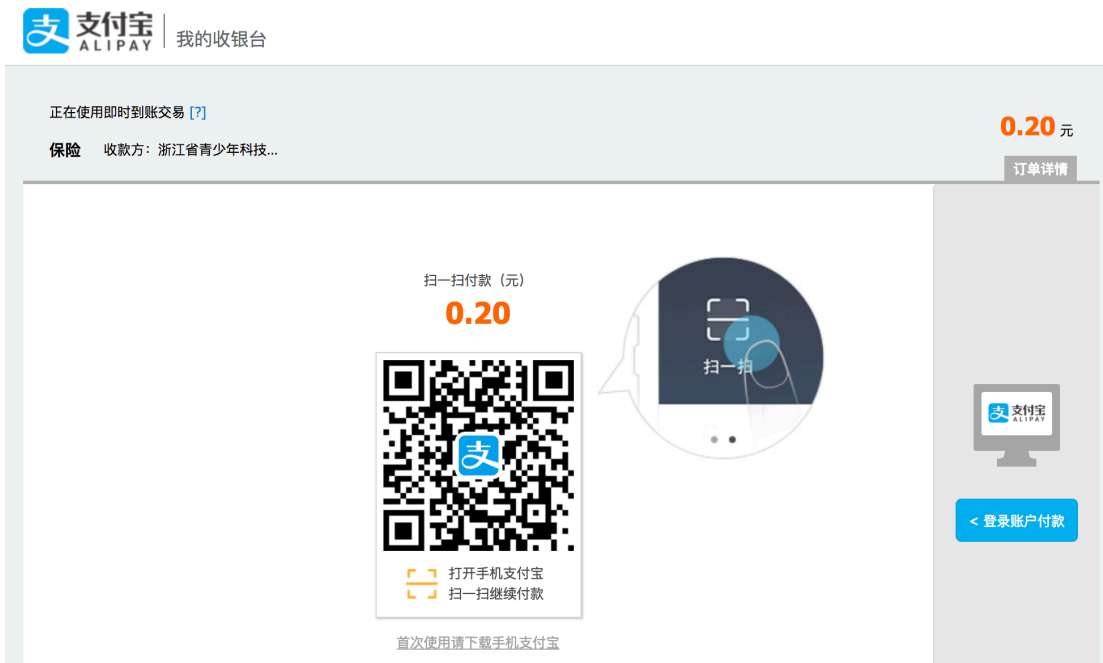 支付宝
ALIPAY
我的收银台
正在使用即时到账交易 [?]
保险 收款方：浙江省青少年科技...
0.20 元
订单详情
扫一扫付款（元）
0.20
扫一扫
支
打开手机支付宝
扫一扫继续付款
首次使用请下载手机支付宝
支付宝
ALIPAY
< 登录账户付款